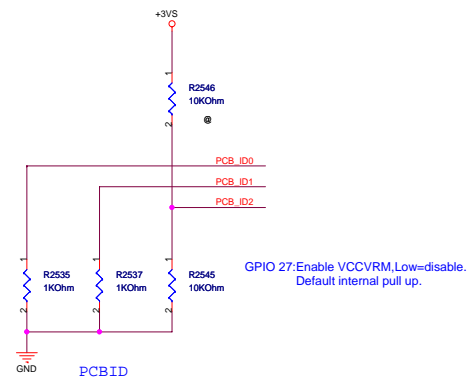 +3VS
1
R2546
10KOhm
@
2
PCB_ID0
PCB_ID1
PCB_ID2
1
R2535
1KOhm
2
1
R2537
1KOhm
2
1
R2545
10KOhm
2
GPIO 27:Enable VCCVRM,Low=disable.
Default internal pull up.
GND
PCBID